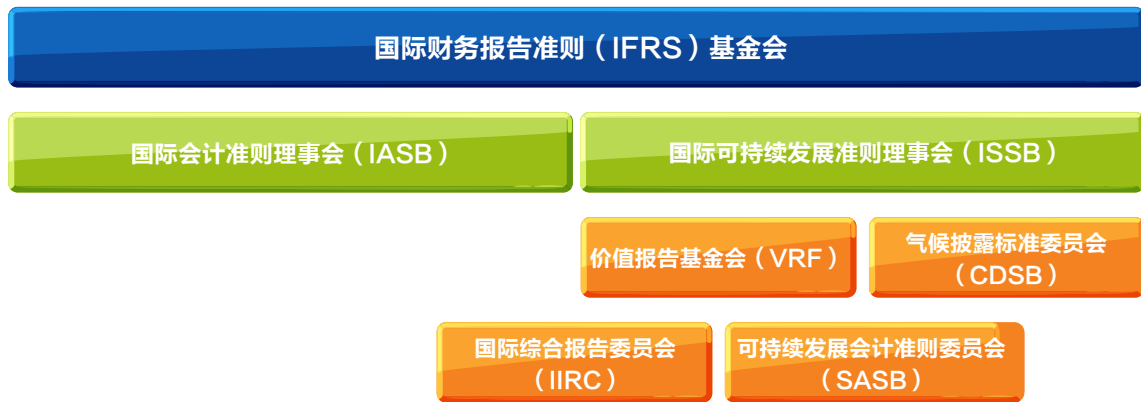 国际财务报告准则（IFRS）基金会
国际会计准则理事会（IASB）
国际可持续发展准则理事会（ISSB）
价值报告基金会（VRF）
气候披露标准委员会
（CDSB）
国际综合报告委员会
（IIRC）
可持续发展会计准则委员会
（SASB）